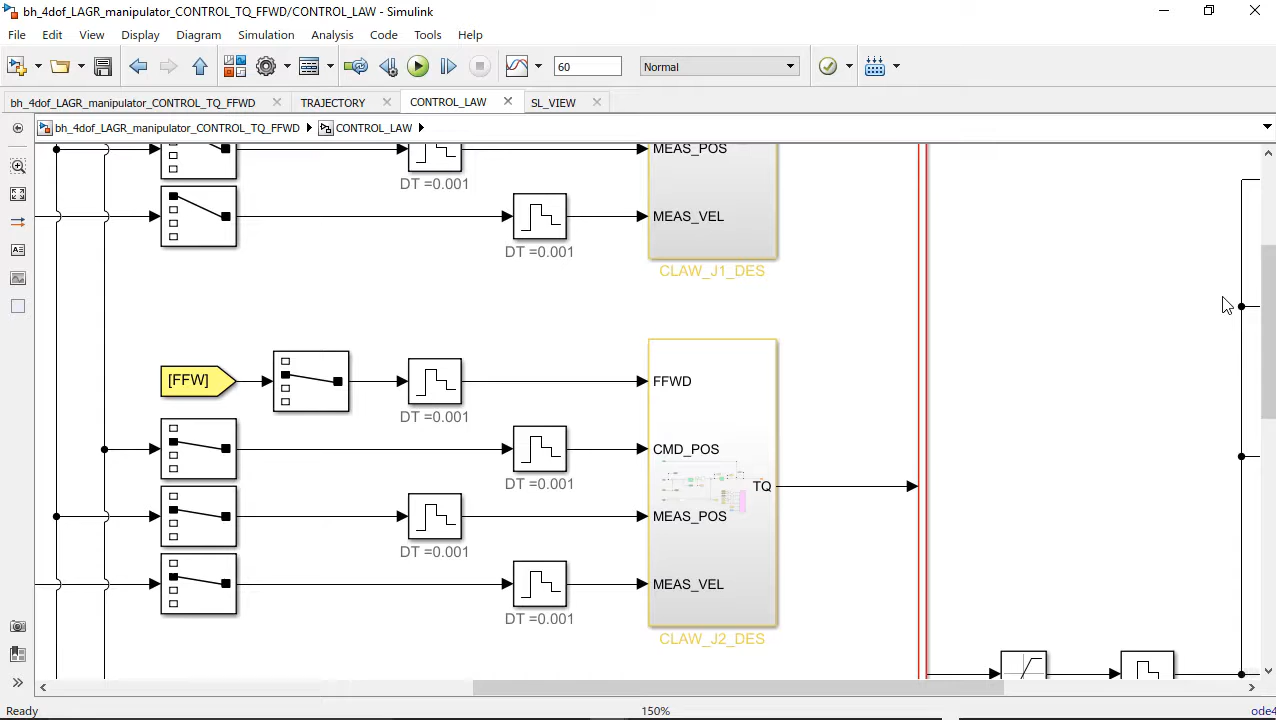 bh_4dof_LAGR_manipulator_CONTROL_TQ_FFWD/CONTROL_LAW - Simulink
File Edit View Display Diagram Simulation Analysis Code Tools Help
60 Normal
bh_4dof_LAGR_manipulator_CONTROL_TQ_FFWD TRAJECTORY CONTROL_LAW SL_VIEW
bh_4dof_LAGR_manipulator_CONTROL_TQ_FFWD CONTROL_LAW
MEAS_POS
DT =0.001
MEAS_VEL
DT =0.001
CLAW_J1_DES
[FFW] FFWD
DT =0.001
CMD_POS
DT =0.001
TQ
MEAS_POS
DT =0.001
MEAS_VEL
DT =0.001
CLAW_J2_DES
Ready 150% ode4